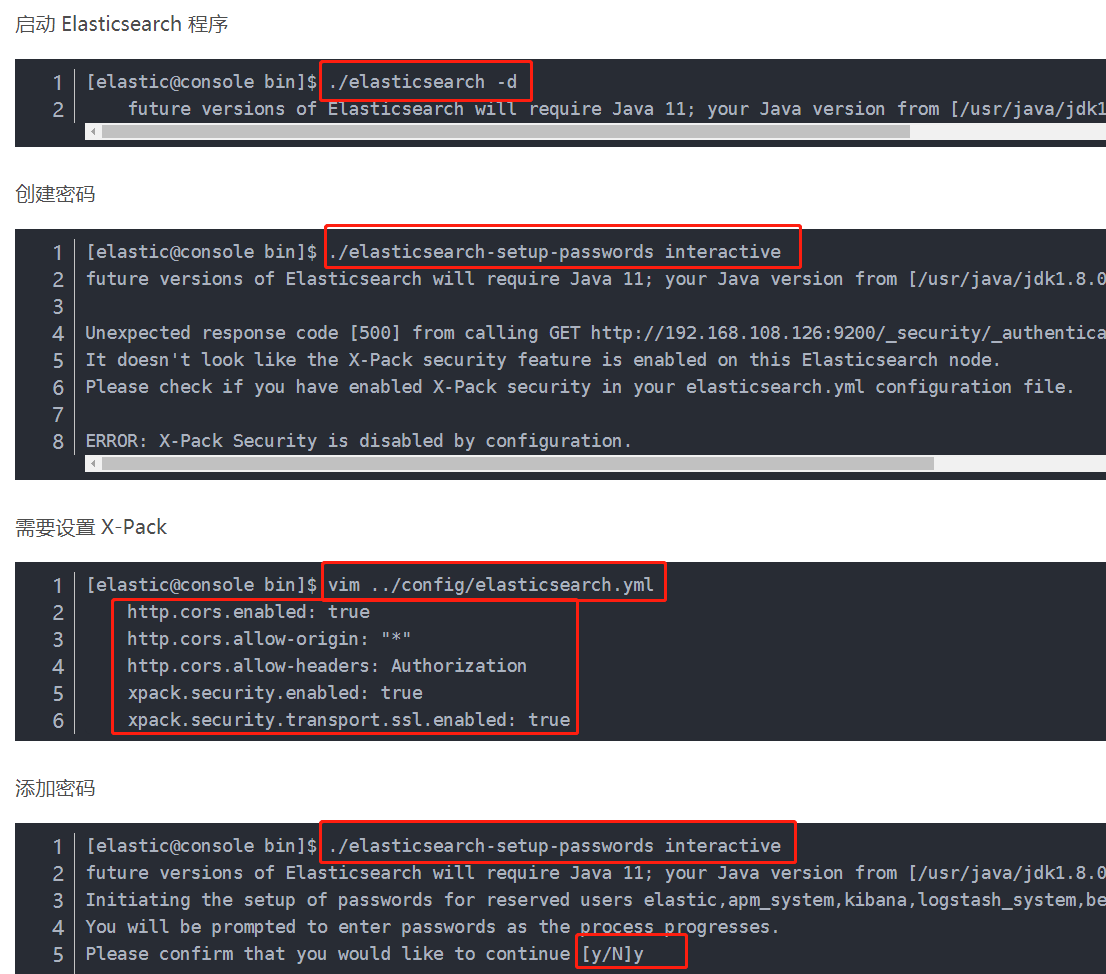 启动 Elasticsearch 程序
1 [elastic@console bin]$ ./elasticsearch -d
2 future versions of Elasticsearch will require Java 11; your Java version from [/usr/java/jdk1
创建密码
1 [elastic@console bin]$ ./elasticsearch-setup-passwords interactive
2 future versions of Elasticsearch will require Java 11; your Java version from [/usr/java/jdk1.8.0
3
4 Unexpected response code [500] from calling GET http://192.168.108.126:9200/_security/_authentica
5 It doesn't look like the X-Pack security feature is enabled on this Elasticsearch node.
6 Please check if you have enabled X-Pack security in your elasticsearch.yml configuration file.
7
8 ERROR: X-Pack Security is disabled by configuration.
需要设置 X-Pack
1 [elastic@console bin]$ vim ../config/elasticsearch.yml
2 http.cors.enabled: true
3 http.cors.allow-origin: "*"
4 http.cors.allow-headers: Authorization
5 xpack.security.enabled: true
6 xpack.security.transport.ssl.enabled: true
添加密码
1 [elastic@console bin]$ ./elasticsearch-setup-passwords interactive
2 future versions of Elasticsearch will require Java 11; your Java version from [/usr/java/jdk1.8.0
3 Initiating the setup of passwords for reserved users elastic,apm_system,kibana,logstash_system,be
4 You will be prompted to enter passwords as the process progresses.
5 Please confirm that you would like to continue [y/N]y